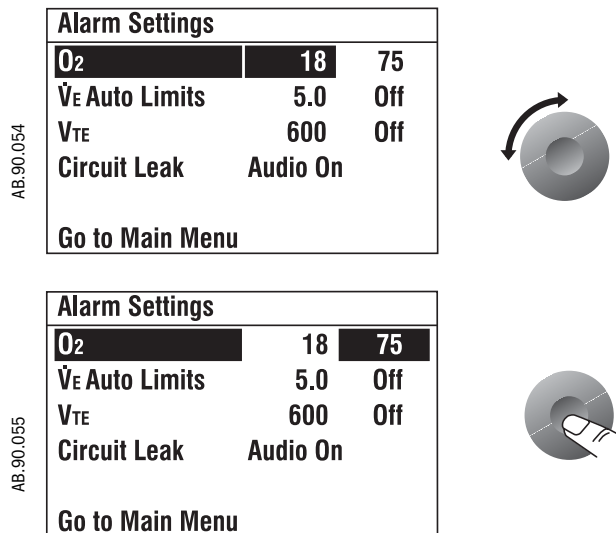 Alarm Settings
O2 18 75
V̇E Auto Limits 5.0 Off
VTE 600 Off
Circuit Leak Audio On
Go to Main Menu
AB.90.054
Alarm Settings
O2 18 75
V̇E Auto Limits 5.0 Off
VTE 600 Off
Circuit Leak Audio On
Go to Main Menu
AB.90.055